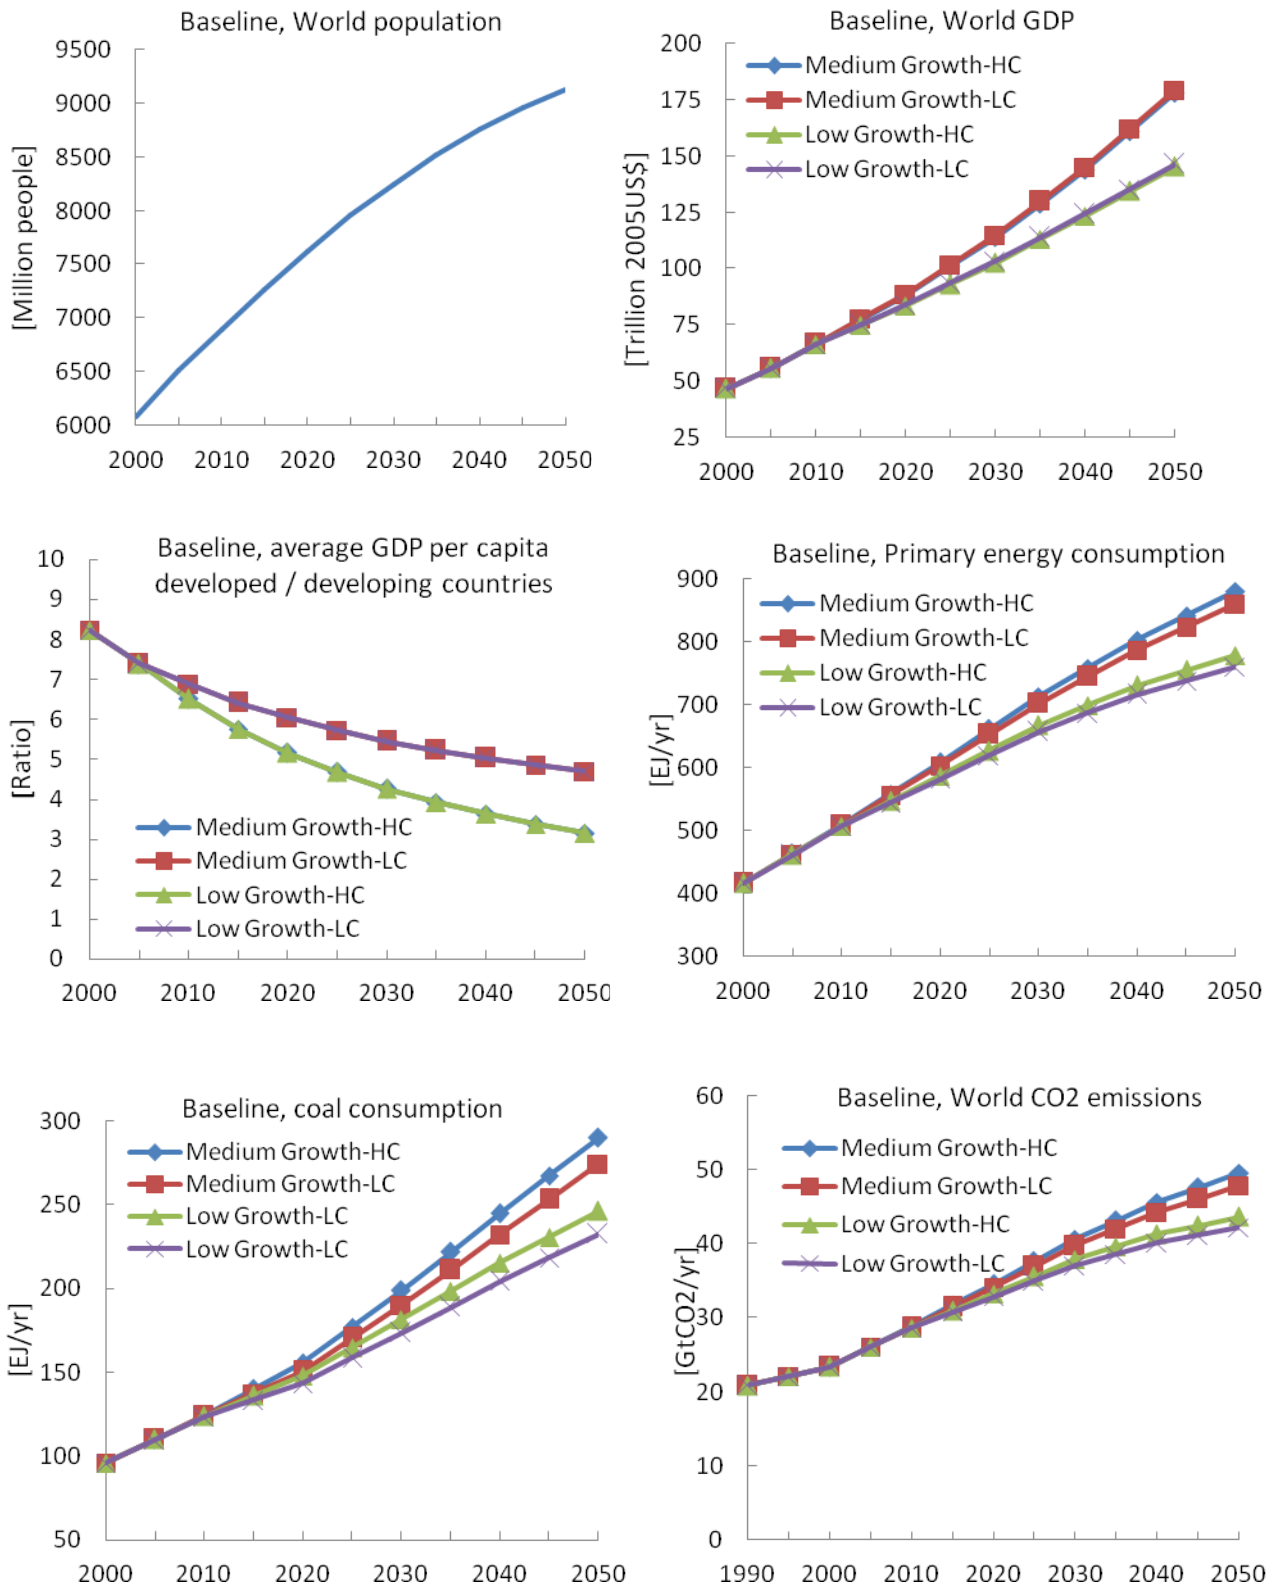 Baseline, World population
[Million people]
9500
9000
8500
8000
7500
7000
6500
6000
2000 2010 2020 2030 2040 2050
Baseline, World GDP
[Trillion 2005US$]
200
175
150
125
100
75
50
25
Medium Growth-HC
Medium Growth-LC
Low Growth-HC
Low Growth-LC
2000 2010 2020 2030 2040 2050
Baseline, average GDP per capita
developed / developing countries
[Ratio]
10
9
8
7
6
5
4
3
2
1
0
Medium Growth-HC
Medium Growth-LC
Low Growth-HC
Low Growth-LC
2000 2010 2020 2030 2040 2050
Baseline, Primary energy consumption
[EJ/yr]
900
800
700
600
500
400
300
Medium Growth-HC
Medium Growth-LC
Low Growth-HC
Low Growth-LC
2000 2010 2020 2030 2040 2050
Baseline, coal consumption
[EJ/yr]
300
250
200
150
100
50
Medium Growth-HC
Medium Growth-LC
Low Growth-LC
Low Growth-LC
2000 2010 2020 2030 2040 2050
Baseline, World CO2 emissions
[GtCO2/yr]
60
50
40
30
20
10
0
Medium Growth-HC
Medium Growth-LC
Low Growth-HC
Low Growth-LC
1990 2000 2010 2020 2030 2040 2050